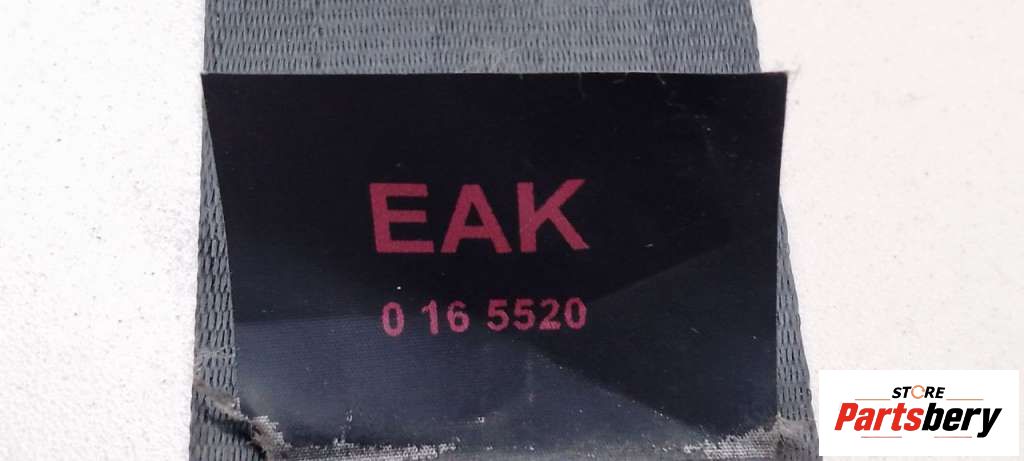 EAK
0 16 5520
STORE
Partsbery